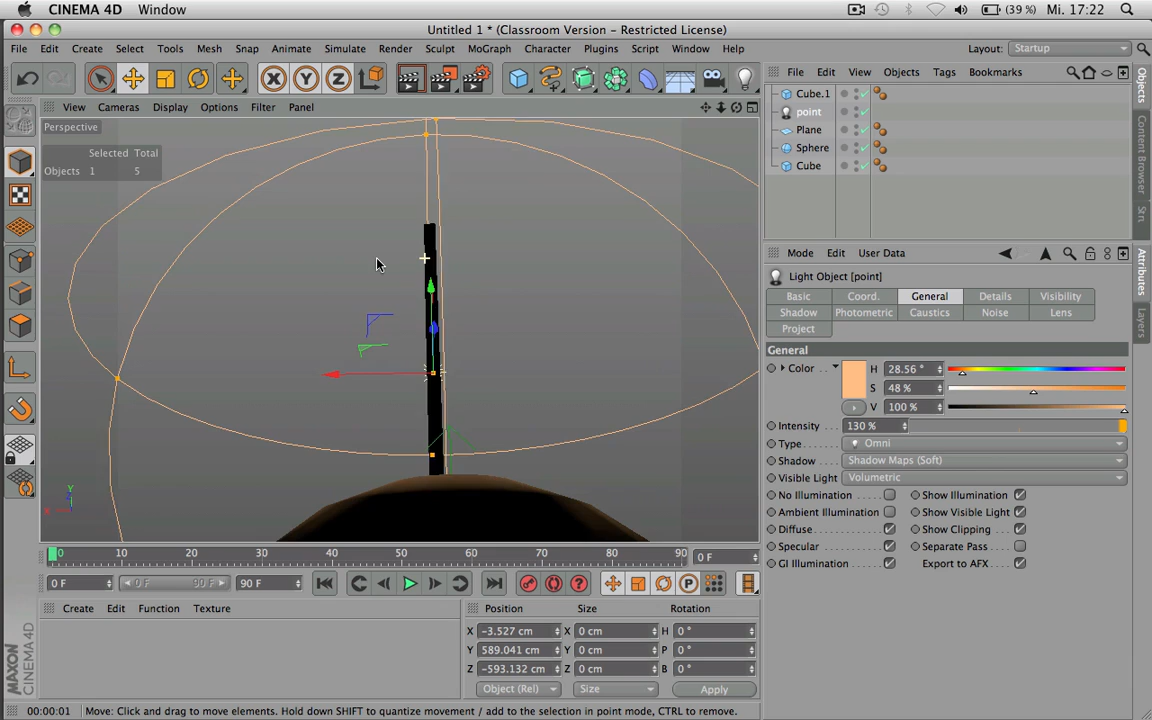 CINEMA 4D Window (39 %) Mi. 17:22
Untitled 1 * (Classroom Version - Restricted License)
File Edit Create Select Tools Mesh Snap Animate Simulate Render Sculpt MoGraph Character Plugins Script Window Help Layout: Startup
X Y Z
File Edit View Objects Tags Bookmarks
View Cameras Display Options Filter Panel
Perspective
Selected Total
Objects 1 5
Cube.1
point
Plane
Sphere
Cube
Objects
Content Browser
Str
Mode Edit User Data
Attributes
Layers
Light Object [point]
Basic Coord. General Details Visibility
Shadow Photometric Caustics Noise Lens
Project
General
Color H 28.56 °
S 48 %
V 100 %
Intensity 130 %
Type Omni
Shadow Shadow Maps (Soft)
Visible Light Volumetric
No Illumination Show Illumination
Ambient Illumination Show Visible Light
Diffuse Show Clipping
Specular Separate Pass
GI Illumination Export to AFX
Y
Z
X
0 10 20 30 40 50 60 70 80 90 0 F
0 F 0 F 90 F 90 F
P
Create Edit Function Texture
Position Size Rotation
X -3.527 cm X 0 cm H 0 °
Y 589.041 cm Y 0 cm P 0 °
Z -593.132 cm Z 0 cm B 0 °
Object (Rel) Size Apply
MAXON
CINEMA 4D
00:00:01 Move: Click and drag to move elements. Hold down SHIFT to quantize movement / add to the selection in point mode, CTRL to remove.